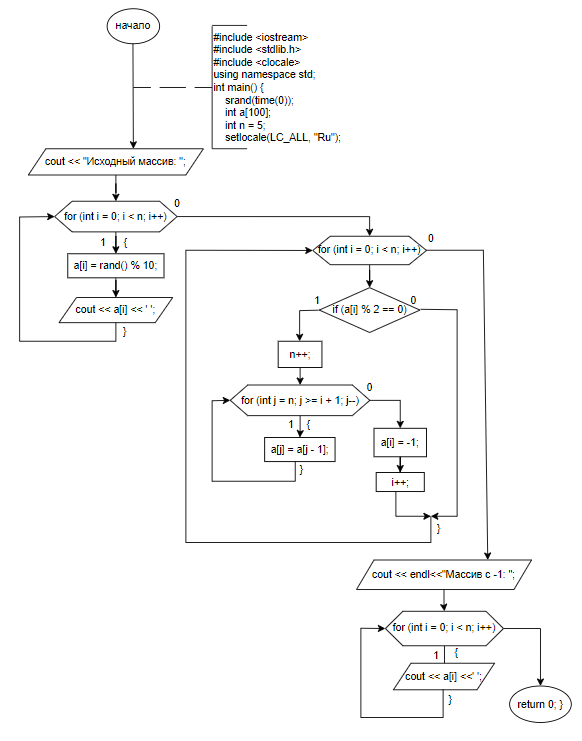 начало
#include <iostream>
#include <stdlib.h>
#include <clocale>
using namespace std;
int main() {
srand(time(0));
int a[100];
int n = 5;
setlocale(LC_ALL, "Ru");
cout << "Исходный массив: ";
for (int i = 0; i < n; i++)
0
1 {
a[i] = rand() % 10;
cout << a[i] << ' ';
}
for (int i = 0; i < n; i++)
0
if (a[i] % 2 == 0)
1
0
n++;
for (int j = n; j >= i + 1; j--)
0
1 {
a[j] = a[j - 1];
}
a[i] = -1;
i++;
}
cout << endl<<"Массив с -1: ";
for (int i = 0; i < n; i++)
1 {
cout << a[i] <<' ';
}
return 0; }